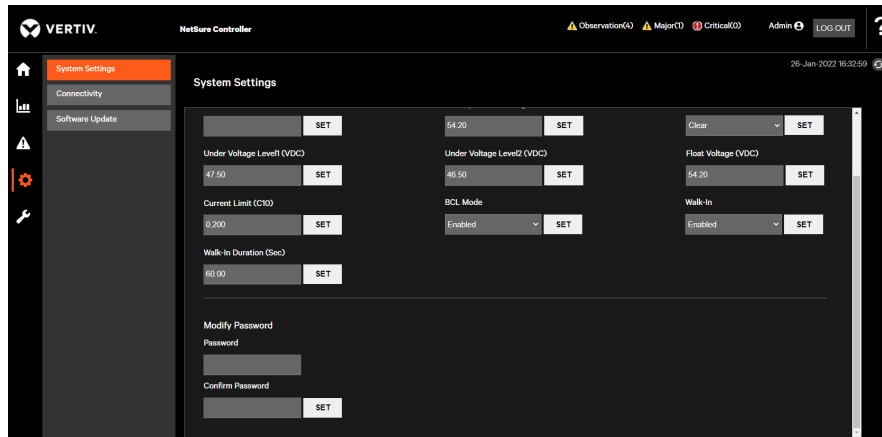 VERTIV.
NetSure Controller
Observation(4) Major(1) Critical(0) Admin LOG OUT ?
26-Jan-2022 16:32:59
System Settings
Connectivity
Software Update
System Settings
SET 54.20 SET Clear SET
Under Voltage Level1 (VDC) Under Voltage Level2 (VDC) Float Voltage (VDC)
47.50 SET 46.50 SET 54.20 SET
Current Limit (C10) BCL Mode Walk-In
0.200 SET Enabled SET Enabled SET
Walk-In Duration (Sec)
60.00 SET
Modify Password
Password
Confirm Password
SET